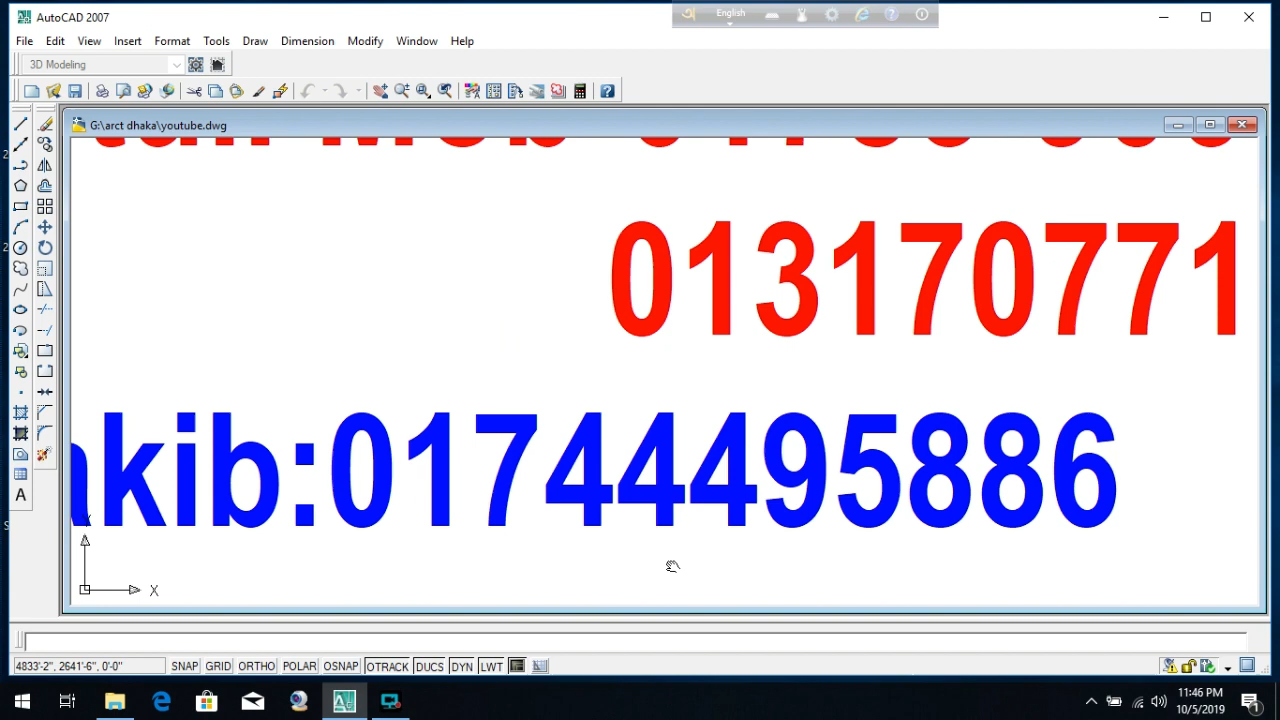 AutoCAD 2007
English
File Edit View Insert Format Tools Draw Dimension Modify Window Help
3D Modeling
G:\arct dhaka\youtube.dwg
013170771
akib:01744495886
Y
X
A
4833'-2", 2641'-6", 0'-0" SNAP GRID ORTHO POLAR OSNAP OTRACK DUCS DYN LWT
11:46 PM
10/5/2019
1